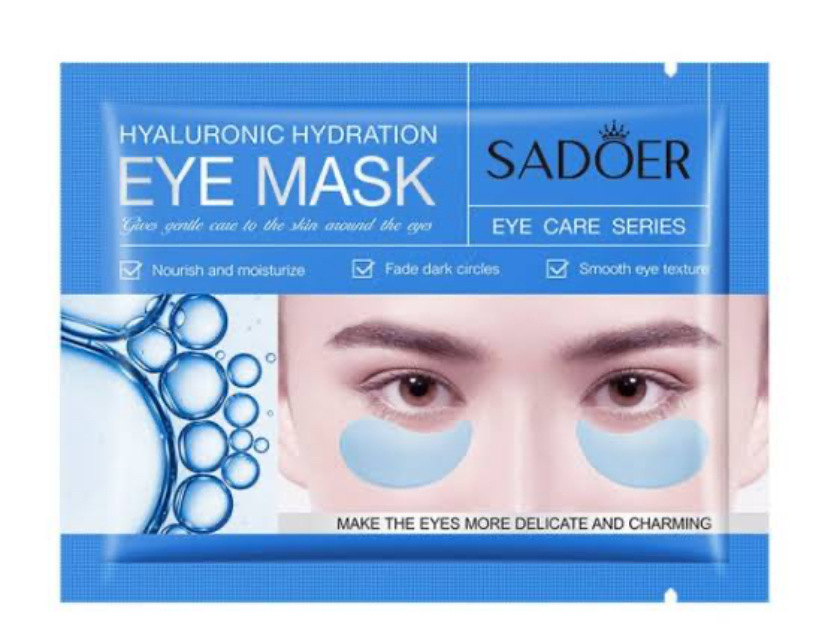 HYALURONIC HYDRATION
EYE MASK
Gives gentle care to the skin around the eyes
SADOER
EYE CARE SERIES
Nourish and moisturize
Fade dark circles
Smooth eye texture
MAKE THE EYES MORE DELICATE AND CHARMING